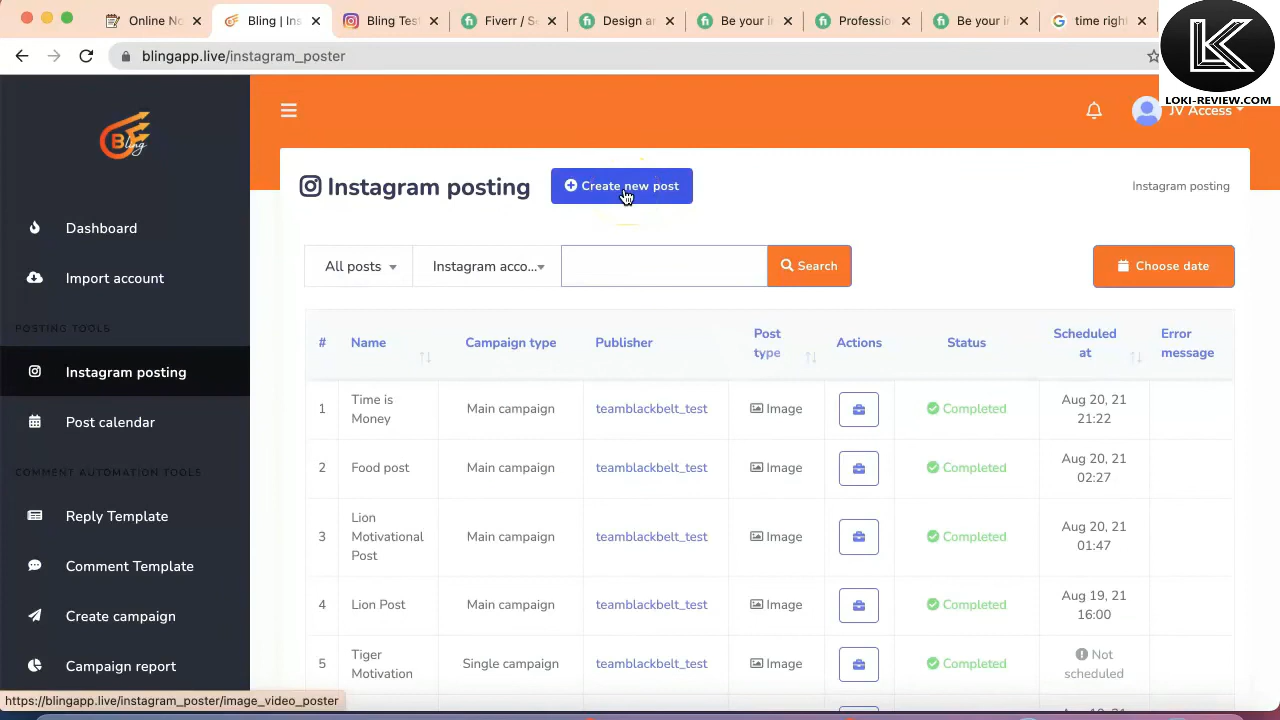 Online No
Bling | Ins
Bling Tes
Fiverr / S
Design ar
Be your i
Professio
Be your i
time righ
blingapp.live/instagram_poster
LOKI-REVIEW.COM
Bling
JV Access
Instagram posting
Create new post
Instagram posting
Dashboard
Import account
POSTING TOOLS
Instagram posting
Post calendar
COMMENT AUTOMATION TOOLS
Reply Template
Comment Template
Create campaign
Campaign report
All posts
Instagram acco...
Search
Choose date
# Name Campaign type Publisher Post type Actions Status Scheduled at Error message
1 Time is Money Main campaign teamblackbelt_test Image Completed Aug 20, 21 21:22
2 Food post Main campaign teamblackbelt_test Image Completed Aug 20, 21 02:27
3 Lion Motivational Post Main campaign teamblackbelt_test Image Completed Aug 20, 21 01:47
4 Lion Post Main campaign teamblackbelt_test Image Completed Aug 19, 21 16:00
5 Tiger Motivation Single campaign teamblackbelt_test Image Completed Not scheduled
https://blingapp.live/instagram_poster/image_video_poster